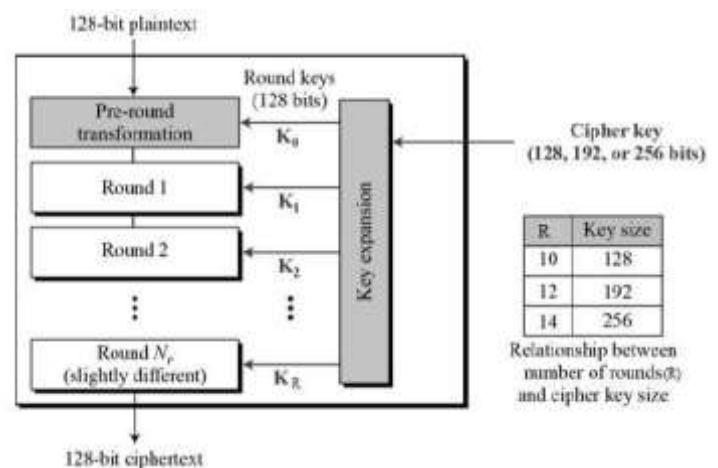 128-bit plaintext
Round keys
(128 bits)
Pre-round
transformation
K₀
Cipher key
(128, 192, or 256 bits)
Round 1
K₁
Round 2
K₂
Key expansion
R Key size
10 128
12 192
14 256
Round Nᵣ
(slightly different)
K_R
Relationship between
number of rounds(R)
and cipher key size
128-bit ciphertext